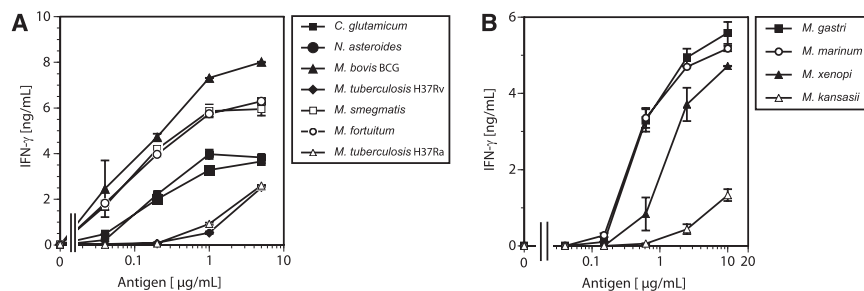 A
IFN-γ [ng/mL]
10
8
6
4
2
0
0
0.1
1
10
Antigen [ µg/mL]
C. glutamicum
N. asteroides
M. bovis BCG
M. tuberculosis H37Rv
M. smegmatis
M. fortuitum
M. tuberculosis H37Ra
B
IFN-γ [ng/mL]
6
4
2
0
0
0.1
1
10 20
Antigen [ µg/mL]
M. gastri
M. marinum
M. xenopi
M. kansasii